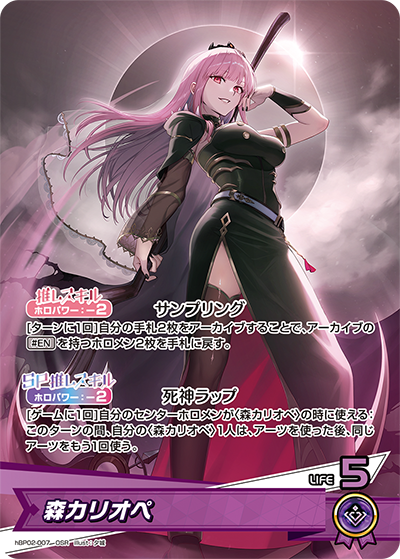 推しスキル
ホロパワー：－2
サンプリング
[ターンに1回]自分の手札2枚をアーカイブすることで、アーカイブの
#ENを持つホロメン2枚を手札に戻す。
SP推しスキル
ホロパワー：－2
死神ラップ
[ゲームに1回]自分のセンターホロメンが〈森カリオペ〉の時に使える：
このターンの間、自分の〈森カリオペ〉1人は、アーツを使った後、同じ
アーツをもう1回使う。
LIFE 5
森カリオペ
hBP02-007 OSR illust：夕城